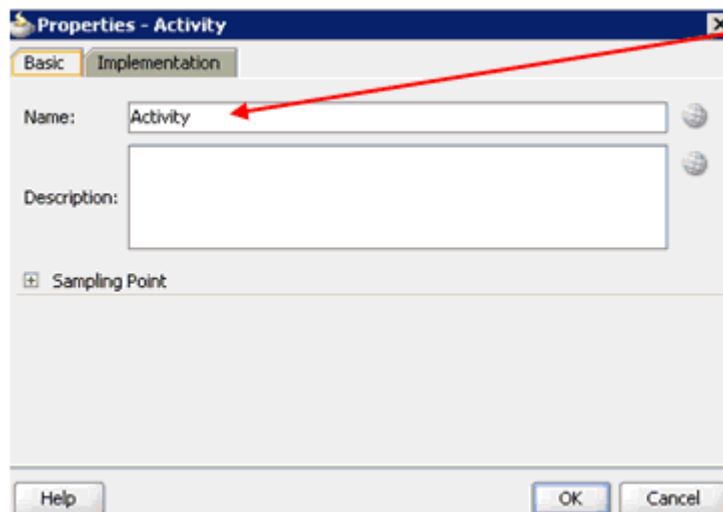 Properties - Activity
Basic Implementation
Name: Activity
Description:
Sampling Point
Help OK Cancel